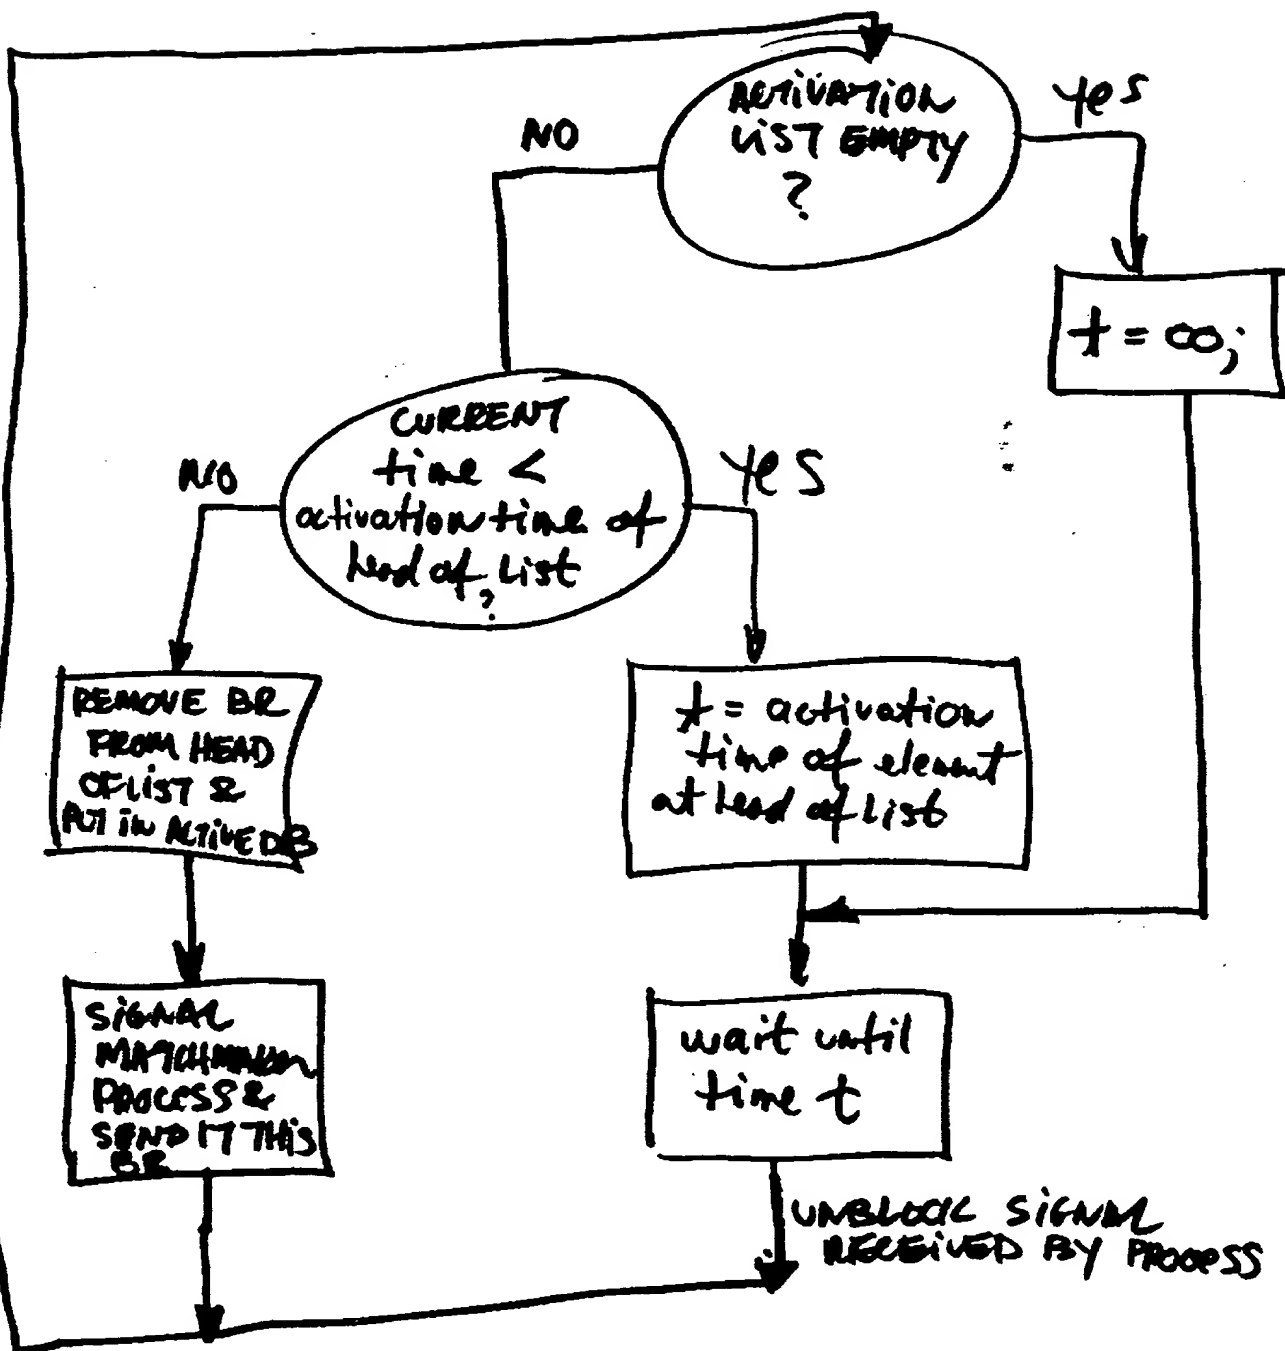 ACTIVATION
LIST EMPTY
?
NO
Yes
t = ∞;
CURRENT
time <
activation time of
head of list
?
NO
Yes
REMOVE BR
FROM HEAD
OF LIST &
PUT IN ACTIVE DB
t = activation
time of element
at head of list
SIGNAL
MATCHMAKER
PROCESS &
SEND IT THIS
BR
wait until
time t
UNBLOCK SIGNAL
RECEIVED BY PROCESS